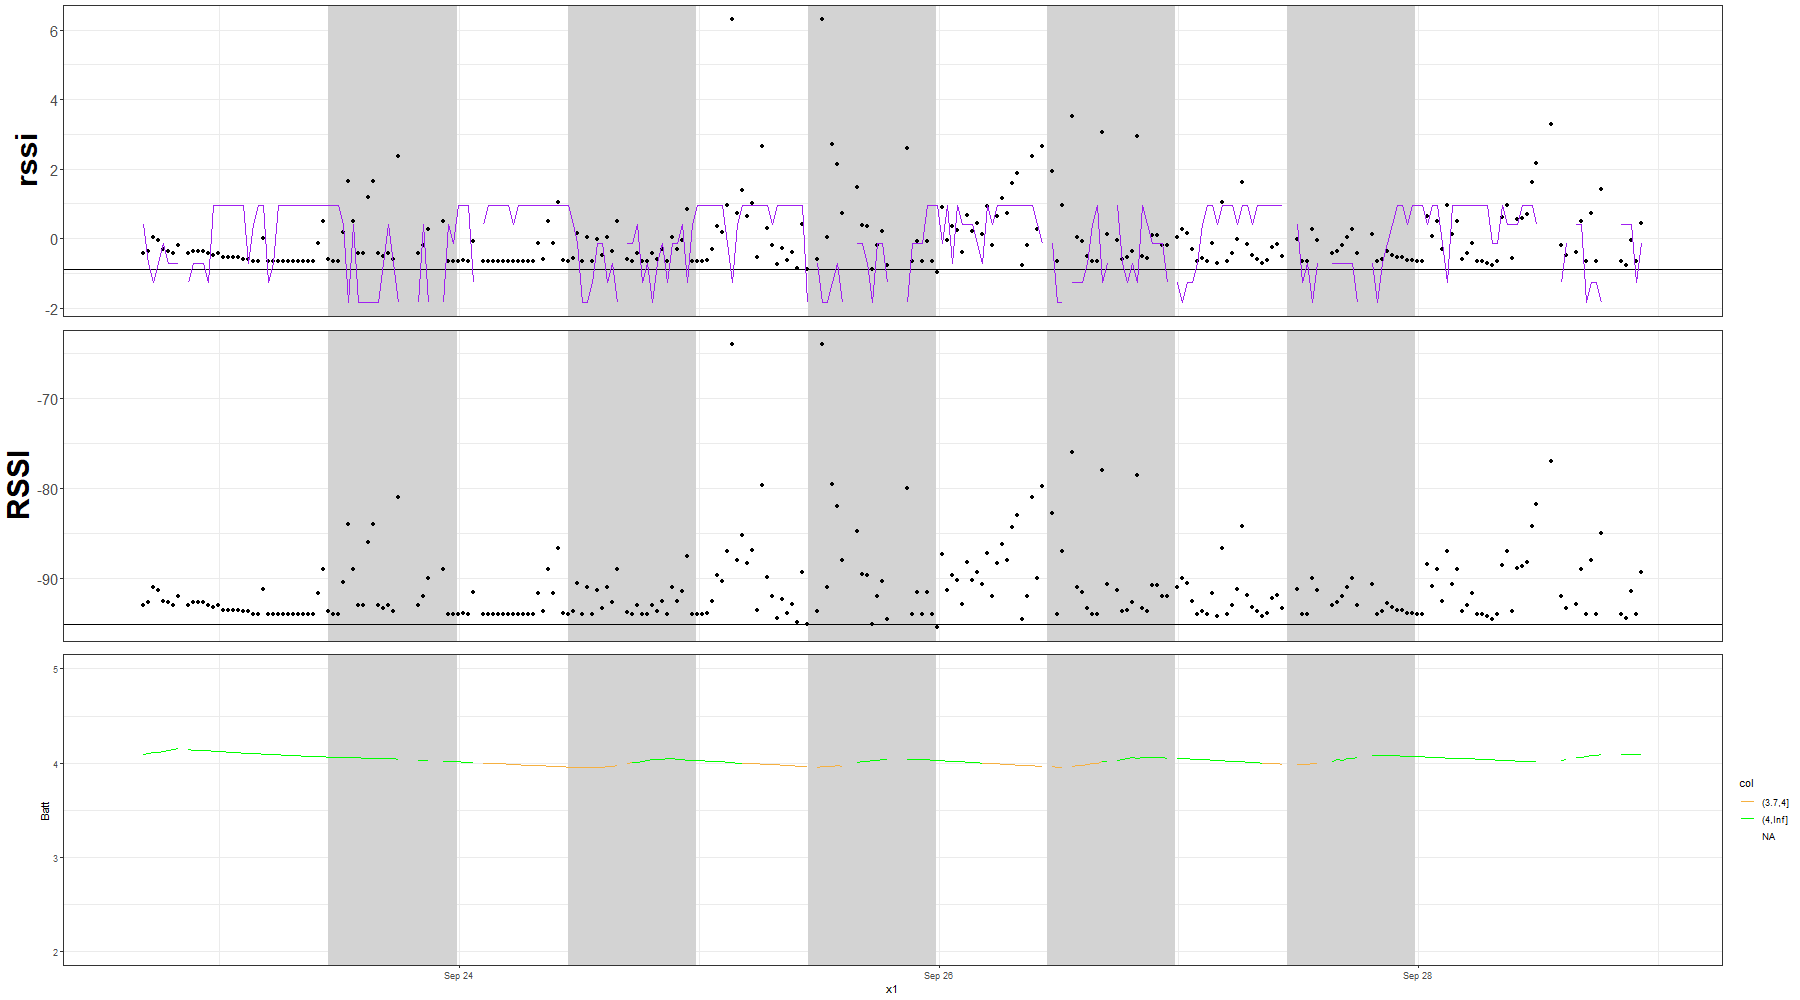 rssi
6
4
2
0
-2
RSSI
-70
-80
-90
Batt
5
4
3
2
Sep 24
Sep 26
Sep 28
x1
col
(3.7,4]
(4,Inf]
NA